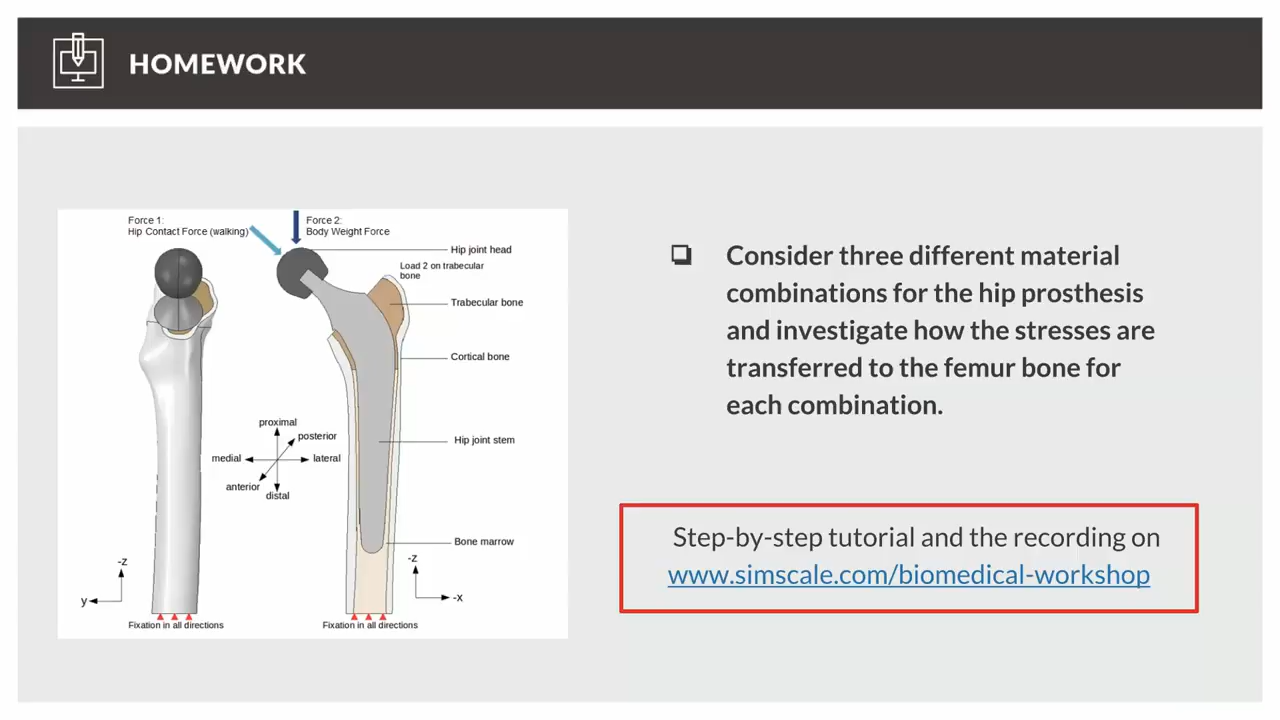 HOMEWORK
Force 1:
Hip Contact Force (walking)
Force 2:
Body Weight Force
Hip joint head
Load 2 on trabecular
bone
Trabecular bone
Cortical bone
proximal
posterior
medial
lateral
anterior
distal
Hip joint stem
Bone marrow
-z
y
-z
-x
Fixation in all directions
Fixation in all directions
Consider three different material
combinations for the hip prosthesis
and investigate how the stresses are
transferred to the femur bone for
each combination.
Step-by-step tutorial and the recording on
www.simscale.com/biomedical-workshop